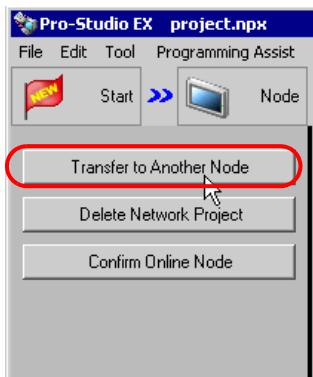 Pro-Studio EX project.npx
File Edit Tool Programming Assist
NEW Start Node
Transfer to Another Node
Delete Network Project
Confirm Online Node